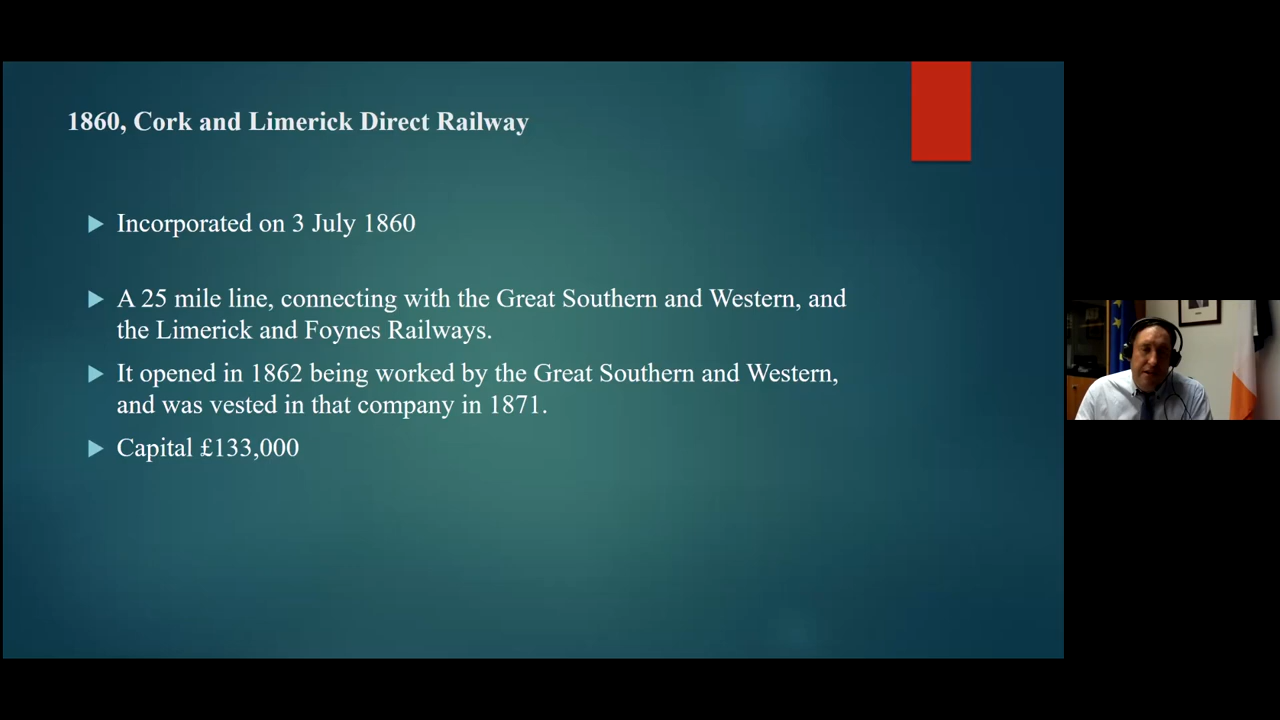 1860, Cork and Limerick Direct Railway
Incorporated on 3 July 1860
A 25 mile line, connecting with the Great Southern and Western, and
the Limerick and Foynes Railways.
It opened in 1862 being worked by the Great Southern and Western,
and was vested in that company in 1871.
Capital £133,000